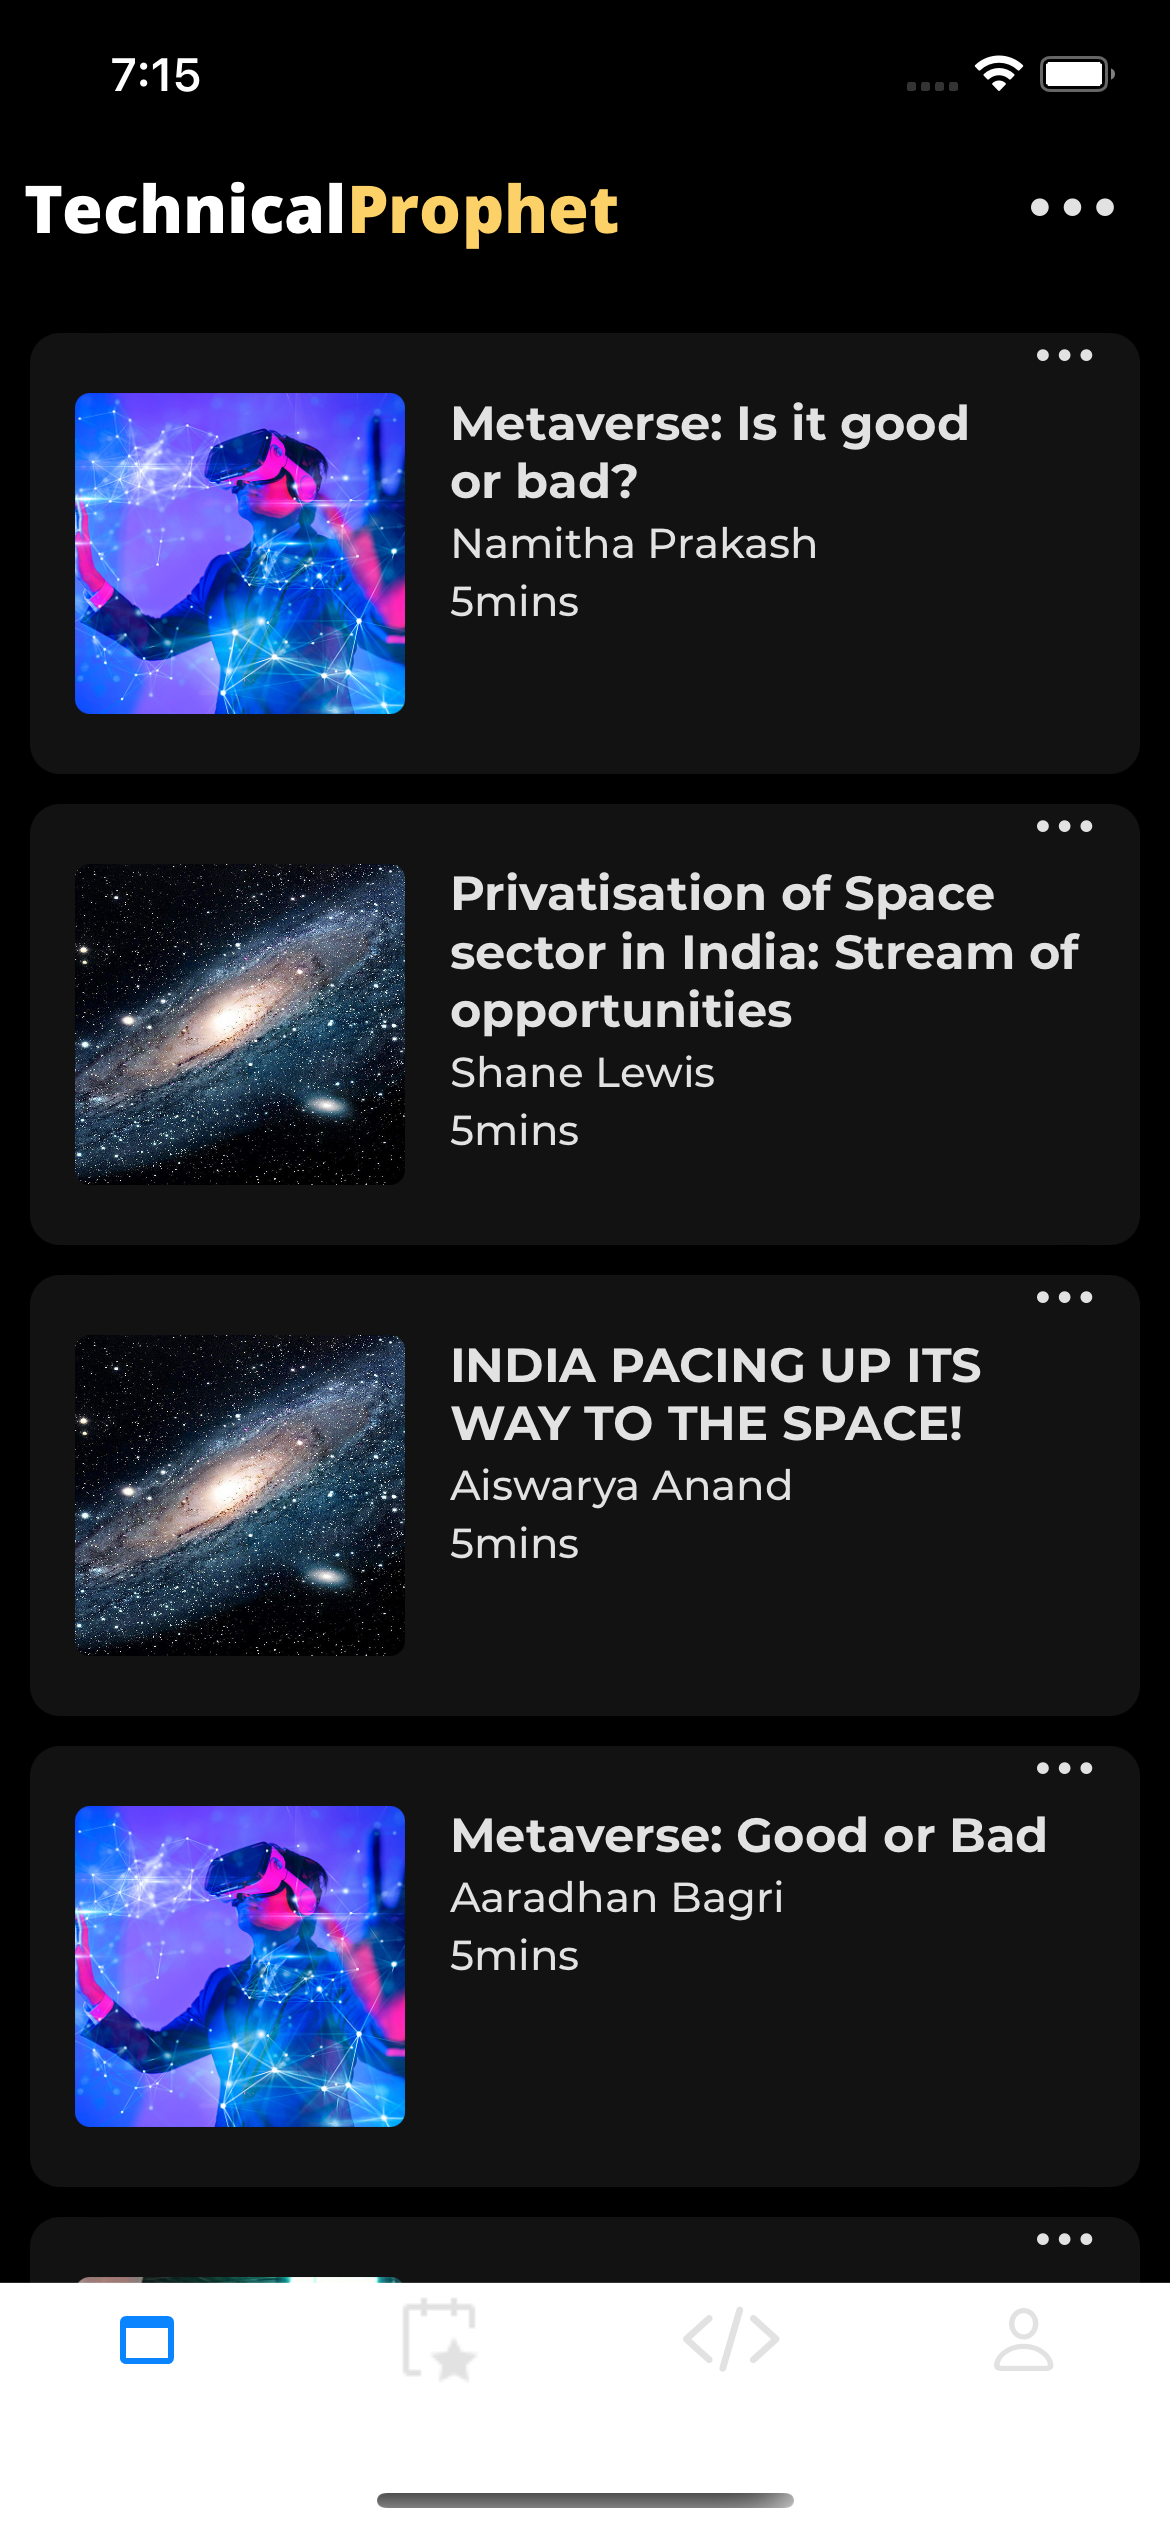 7:15
TechnicalProphet
Metaverse: Is it good
or bad?
Namitha Prakash
5mins
Privatisation of Space
sector in India: Stream of
opportunities
Shane Lewis
5mins
INDIA PACING UP ITS
WAY TO THE SPACE!
Aiswarya Anand
5mins
Metaverse: Good or Bad
Aaradhan Bagri
5mins